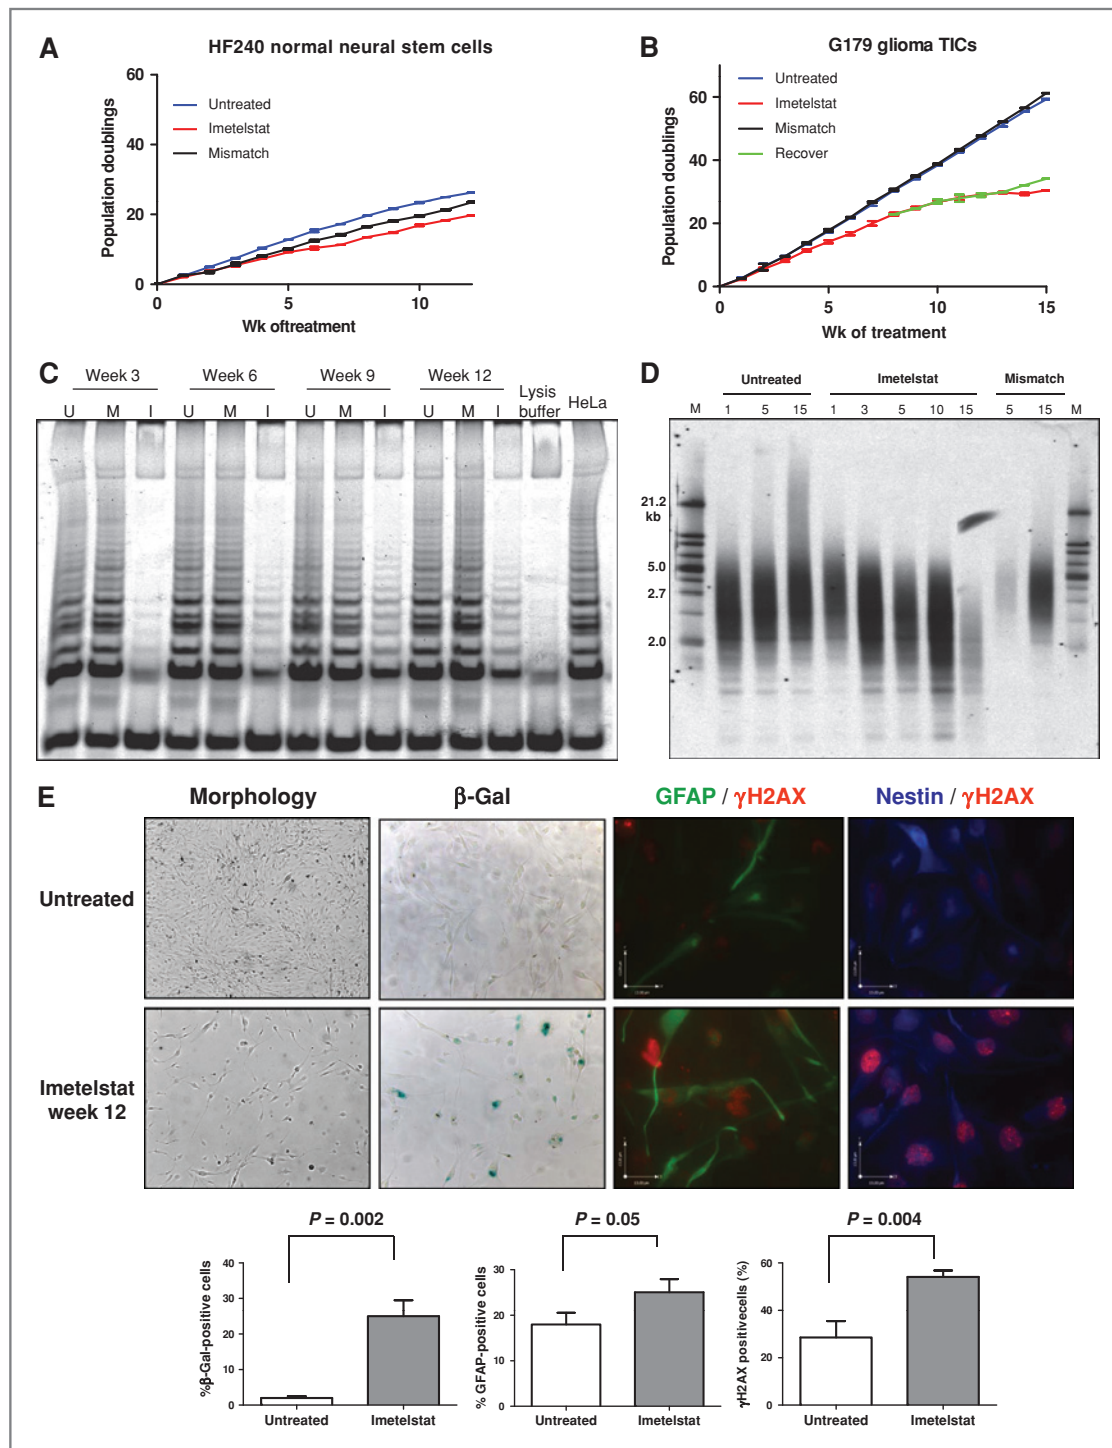 A
HF240 normal neural stem cells
60
40
20
0
Population doublings
Untreated
Imetelstat
Mismatch
0
5
10
Wk oftreatment
B
G179 glioma TICs
60
40
20
0
Population doublings
Untreated
Imetelstat
Mismatch
Recover
0
5
10
15
Wk of treatment
C
Week 3
Week 6
Week 9
Week 12
Lysis
buffer
HeLa
U M I U M I U M I U M I
D
Untreated
Imetelstat
Mismatch
M 1 5 15 1 3 5 10 15 5 15 M
21.2
kb
5.0
2.7
2.0
E
Morphology
β-Gal
GFAP / γH2AX
Nestin / γH2AX
Untreated
Imetelstat
week 12
P = 0.002
40
30
20
10
0
%β-Gal-positive cells
Untreated
Imetelstat
P = 0.05
30
20
10
0
% GFAP-positive cells
Untreated
Imetelstat
P = 0.004
60
40
20
0
γH2AX positivecells (%)
Untreated
Imetelstat